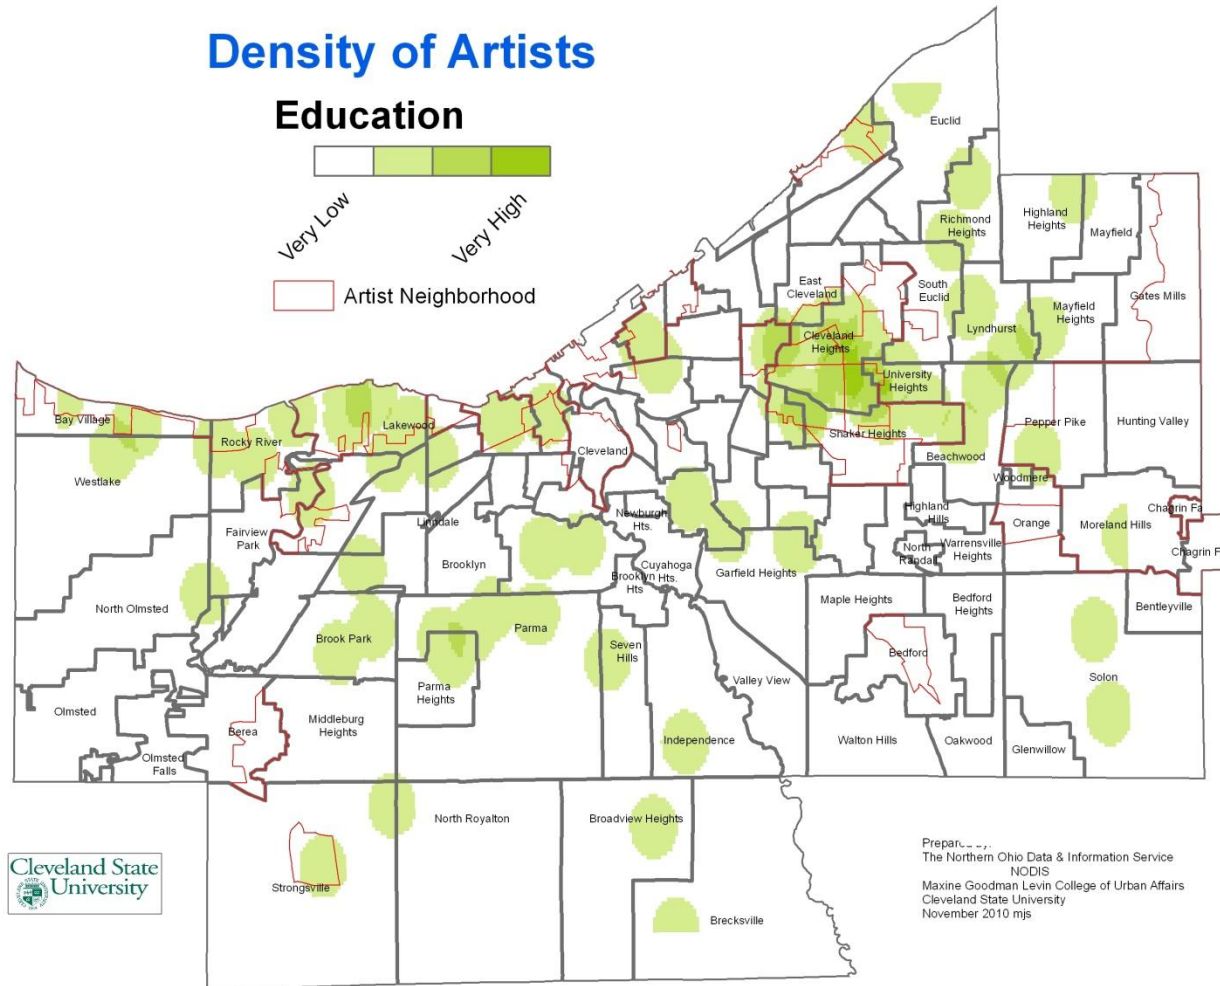 Density of Artists
Education
Very Low
Very High
Artist Neighborhood
Euclid
Richmond
Heights
Highland
Heights
Mayfield
East
Cleveland
South
Euclid
Gates Mills
Mayfield
Heights
Lyndhurst
Cleveland
Heights
University
Heights
Bay Village
Rocky River
Lakewood
Cleveland
Shaker Heights
Pepper Pike
Hunting Valley
Beachwood
Westlake
Woodmere
Fairview
Park
Linndale
Newburgh
Hts.
Highland
Hills
Orange
Moreland Hills
Chagrin Fa
Chagrin F
Brooklyn
Cuyahoga
Hts.
Brooklyn
Hts
Garfield Heights
North
Randall
Warrensville
Heights
North Olmsted
Maple Heights
Bedford
Heights
Bentleyville
Brook Park
Parma
Seven
Hills
Bedford
Parma
Heights
Valley View
Solon
Olmsted
Berea
Middleburg
Heights
Independence
Walton Hills
Oakwood
Glenwillow
Olmsted
Falls
North Royalton
Broadview Heights
Strongsville
Brecksville
Cleveland State
University
The Northern Ohio Data & Information Service
NODIS
Maxine Goodman Levin College of Urban Affairs
Cleveland State University
November 2010 mjs